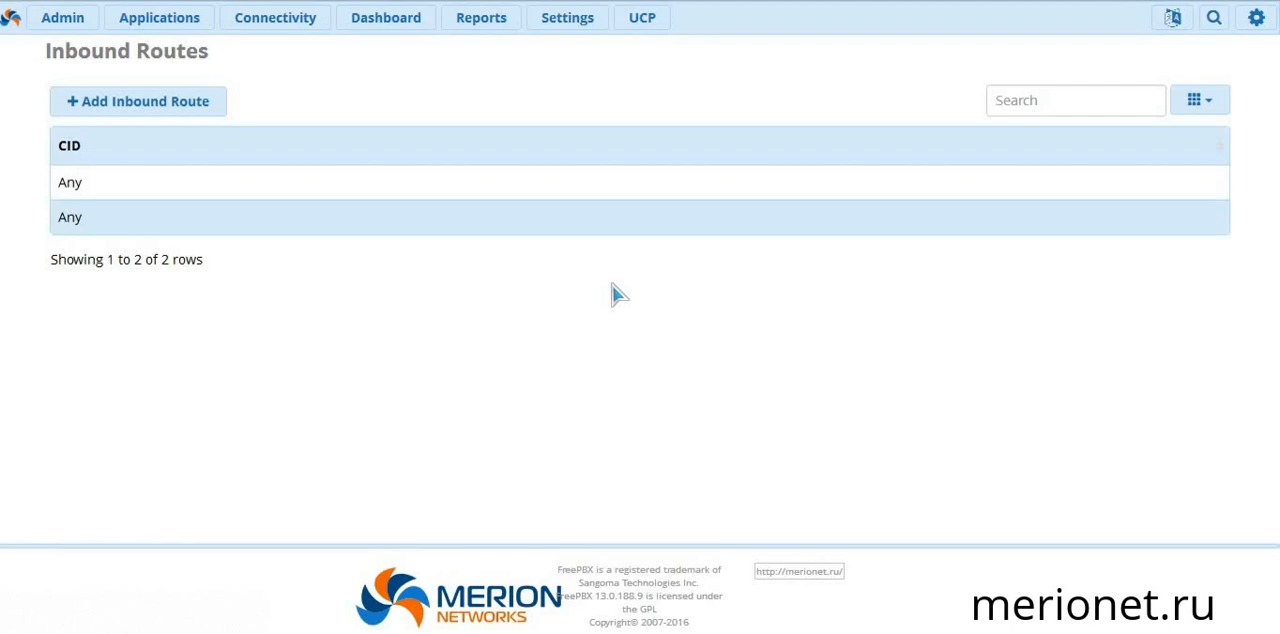 Admin
Applications
Connectivity
Dashboard
Reports
Settings
UCP
Inbound Routes
+ Add Inbound Route
Search
CID
Any
Any
Showing 1 to 2 of 2 rows
MERION
NETWORKS
FreePBX is a registered trademark of
Sangoma Technologies Inc.
FreePBX 13.0.188.9 is licensed under
the GPL
Copyright© 2007-2016
http://merionet.ru/
merionet.ru